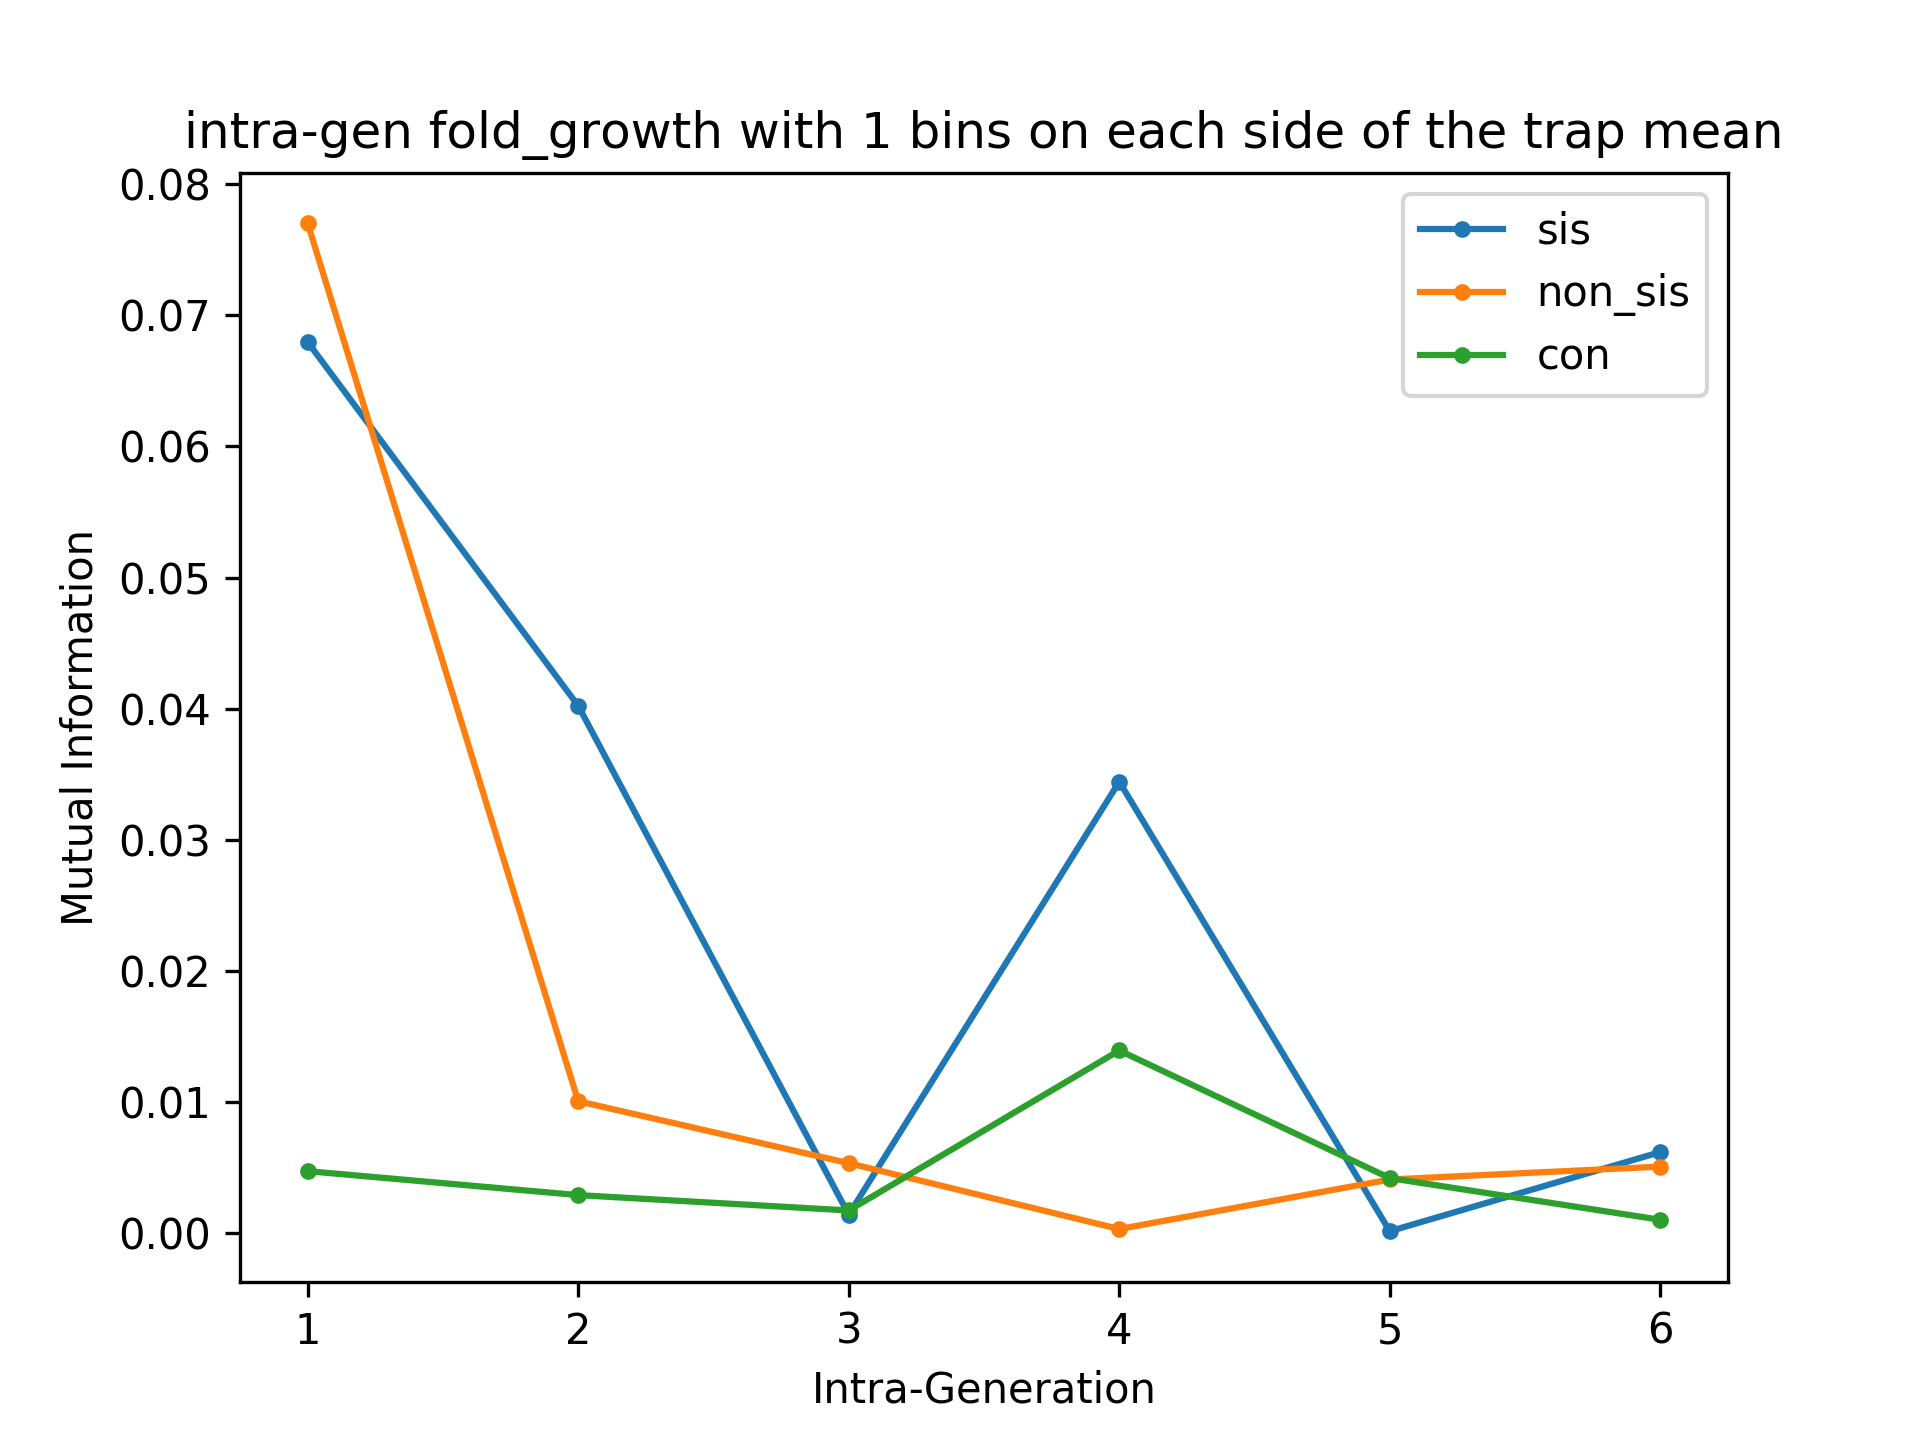 intra-gen fold_growth with 1 bins on each side of the trap mean
0.08
0.07
0.06
0.05
0.04
0.03
0.02
0.01
0.00
Mutual Information
sis
non_sis
con
1 2 3 4 5 6
Intra-Generation